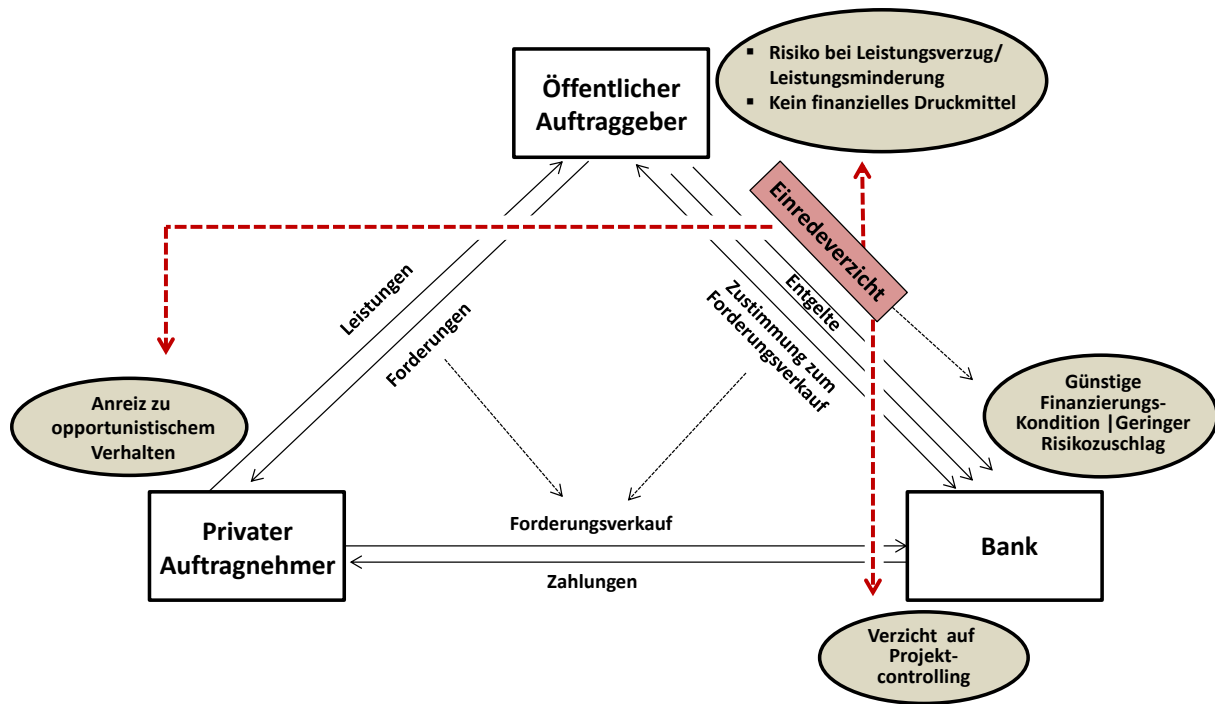 ▪ Risiko bei Leistungsverzug/
Leistungsminderung
▪ Kein finanzielles Druckmittel
Öffentlicher
Auftraggeber
Einredeverzicht
Leistungen
Forderungen
Entgelte
Zustimmung zum
Forderungsverkauf
Anreiz zu
opportunistischem
Verhalten
Günstige
Finanzierungs-
Kondition |Geringer
Risikozuschlag
Privater
Auftragnehmer
Forderungsverkauf
Zahlungen
Bank
Verzicht auf
Projekt-
controlling